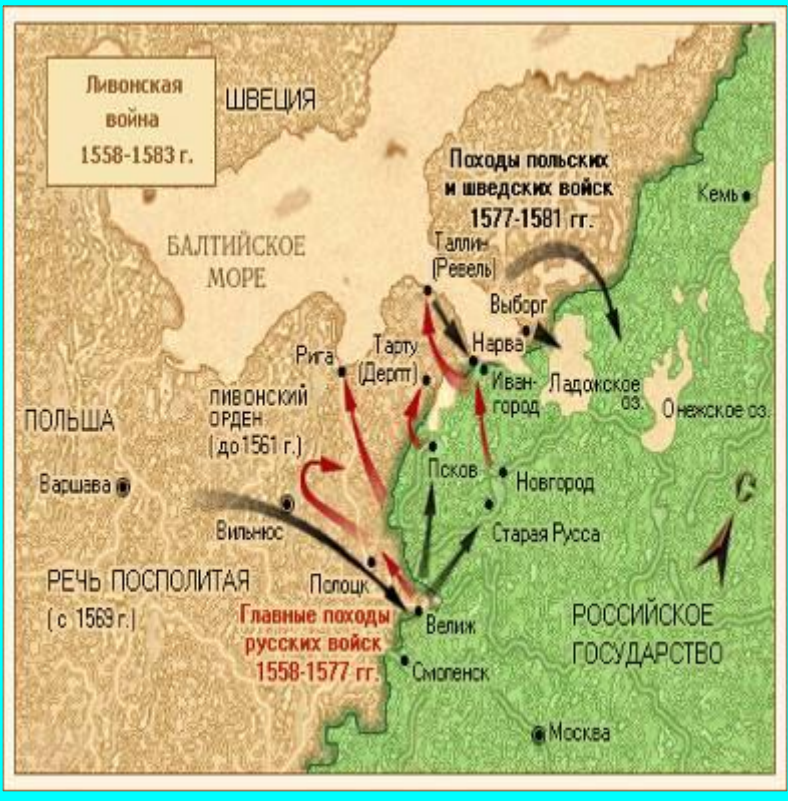 Ливонская
война
1558-1583 г.
ШВЕЦИЯ
Походы польских
и шведских войск
1577-1581 гг.
Кемь
БАЛТИЙСКОЕ
МОРЕ
Таллин
(Ревель)
Выборг
Рига
Тарту
(Дерпт)
Нарва
Иван-
город
Ладожское
оз.
Онежское оз.
ЛИВОНСКИЙ
ОРДЕН
(до 1561 г.)
ПОЛЬША
Варшава
Псков
Новгород
С
Вильнюс
Старая Русса
РЕЧЬ ПОСПОЛИТАЯ
(с 1569 г.)
Полоцк
Главные походы
русских войск
1558-1577 гг.
Велиж
РОССИЙСКОЕ
ГОСУДАРСТВО
Смоленск
Москва